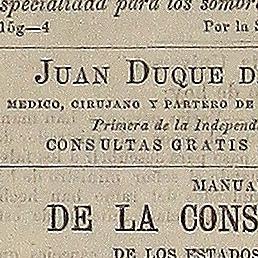 especialidad para los sombre
15g—4 Por la S
JUAN DUQUE D
MEDICO, CIRUJANO Y PARTERO DE
Primera de la Independ
CONSULTAS GRATIS
MANUA
DE LA CONS
DE LOS ESTADOS